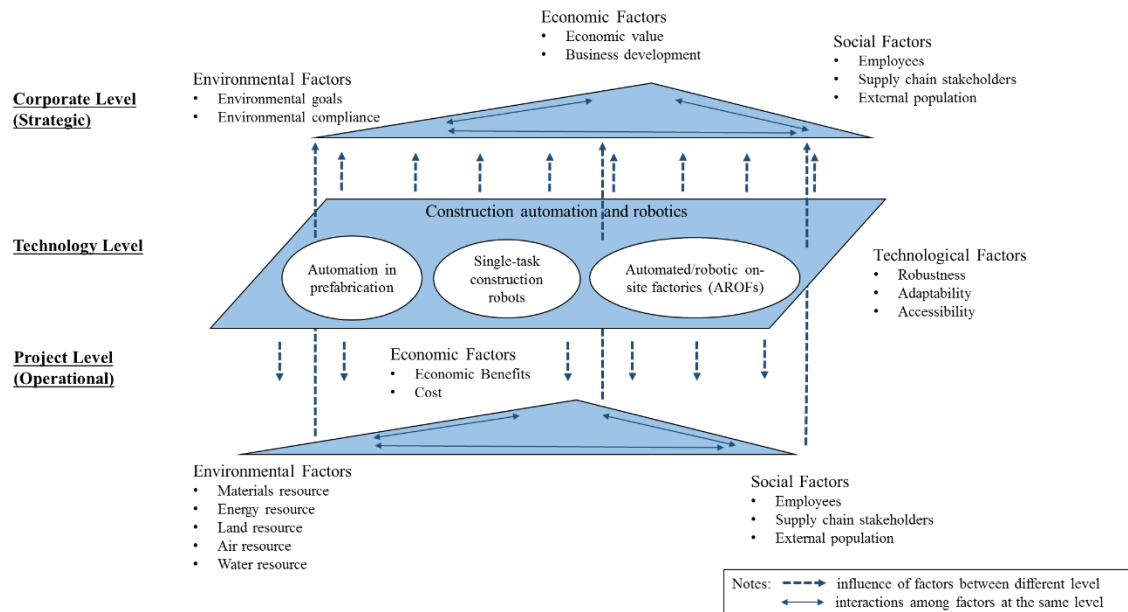 Economic Factors
• Economic value
• Business development
Social Factors
• Employees
• Supply chain stakeholders
• External population
Environmental Factors
• Environmental goals
• Environmental compliance
Corporate Level
(Strategic)
Construction automation and robotics
Technology Level
Automation in
prefabrication
Single-task
construction
robots
Automated/robotic on-
site factories (AROFs)
Technological Factors
• Robustness
• Adaptability
• Accessibility
Project Level
(Operational)
Economic Factors
• Economic Benefits
• Cost
Environmental Factors
• Materials resource
• Energy resource
• Land resource
• Air resource
• Water resource
Social Factors
• Employees
• Supply chain stakeholders
• External population
Notes: influence of factors between different level
interactions among factors at the same level